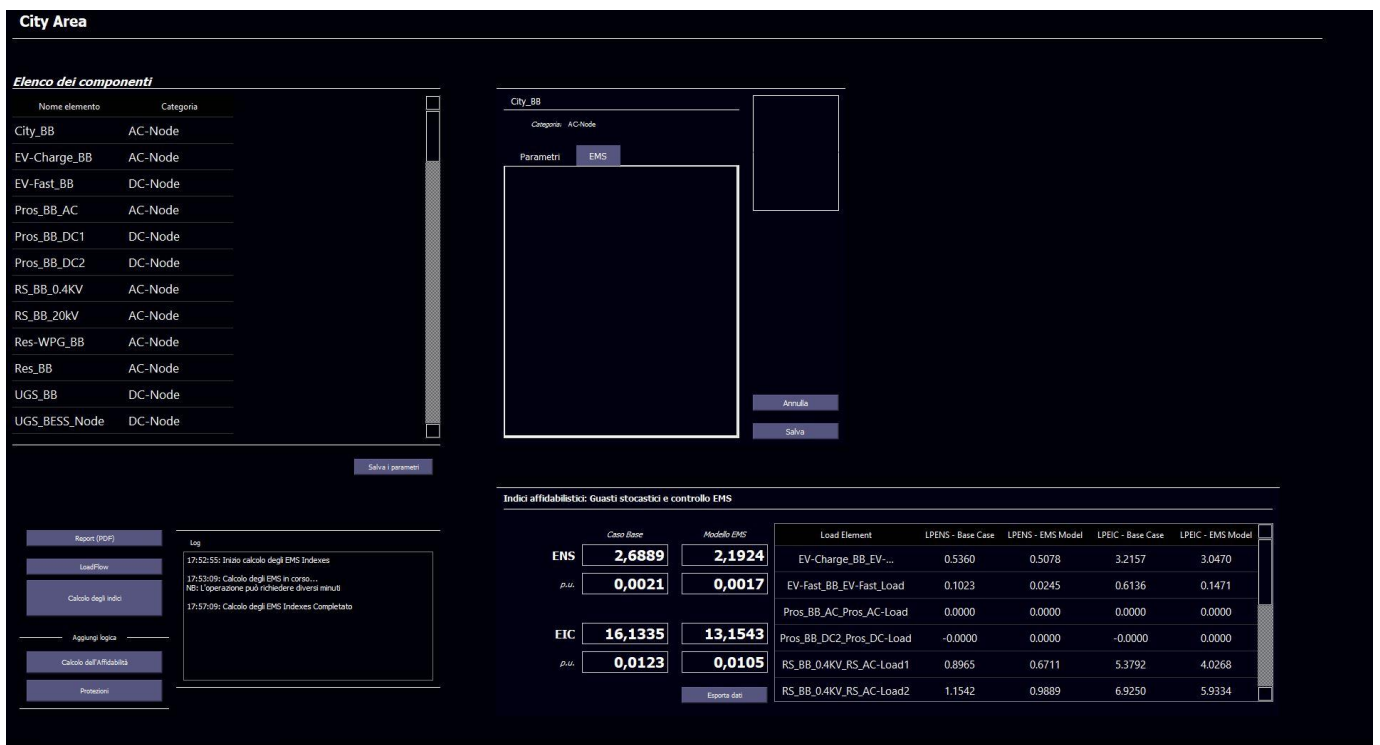 City Area
Elenco dei componenti
Nome elemento Categoria
City_BB AC-Node
EV-Charge_BB AC-Node
EV-Fast_BB DC-Node
Pros_BB_AC AC-Node
Pros_BB_DC1 DC-Node
Pros_BB_DC2 DC-Node
RS_BB_0.4KV AC-Node
RS_BB_20kV AC-Node
Res-WPG_BB AC-Node
Res_BB AC-Node
UGS_BB DC-Node
UGS_BESS_Node DC-Node
Salva i parametri
City_BB
Categoria: AC-Node
Parametri EMS
Annulla
Salva
Report (PDF)
LoadFlow
Calcolo degli indici
Aggiungi logica
Calcolo dell'Affidabilità
Protezioni
Log
17:52:55: Inizio calcolo degli EMS Indexes
17:53:09: Calcolo degli EMS in corso...
NB: L'operazione può richiedere diversi minuti
17:57:09: Calcolo degli EMS Indexes Completato
Indici affidabilistici: Guasti stocastici e controllo EMS
Caso Base Modello EMS
ENS 2,6889 2,1924
p.u. 0,0021 0,0017
EIC 16,1335 13,1543
p.u. 0,0123 0,0105
Esporta dati
Load Element LPENS - Base Case LPENS - EMS Model LPEIC - Base Case LPEIC - EMS Model
EV-Charge_BB_EV-... 0.5360 0.5078 3.2157 3.0470
EV-Fast_BB_EV-Fast_Load 0.1023 0.0245 0.6136 0.1471
Pros_BB_AC_Pros_AC-Load 0.0000 0.0000 0.0000 0.0000
Pros_BB_DC2_Pros_DC-Load -0.0000 0.0000 -0.0000 0.0000
RS_BB_0.4KV_RS_AC-Load1 0.8965 0.6711 5.3792 4.0268
RS_BB_0.4KV_RS_AC-Load2 1.1542 0.9889 6.9250 5.9334